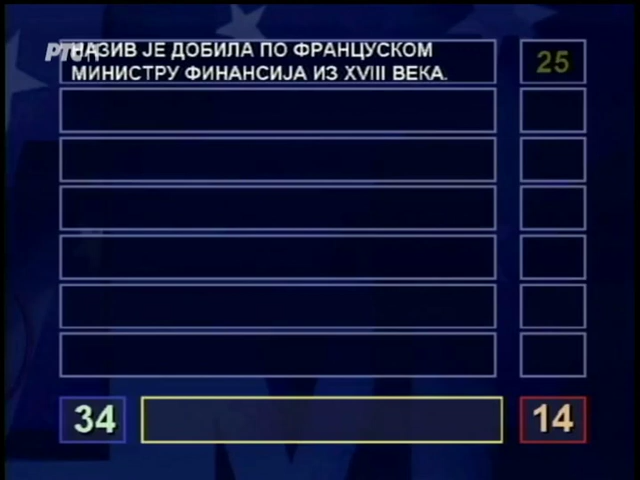 РТС
НАЗИВ ЈЕ ДОБИЛА ПО ФРАНЦУСКОМ
МИНИСТРУ ФИНАНСИЈА ИЗ XVIII ВЕКА.
25
34
14